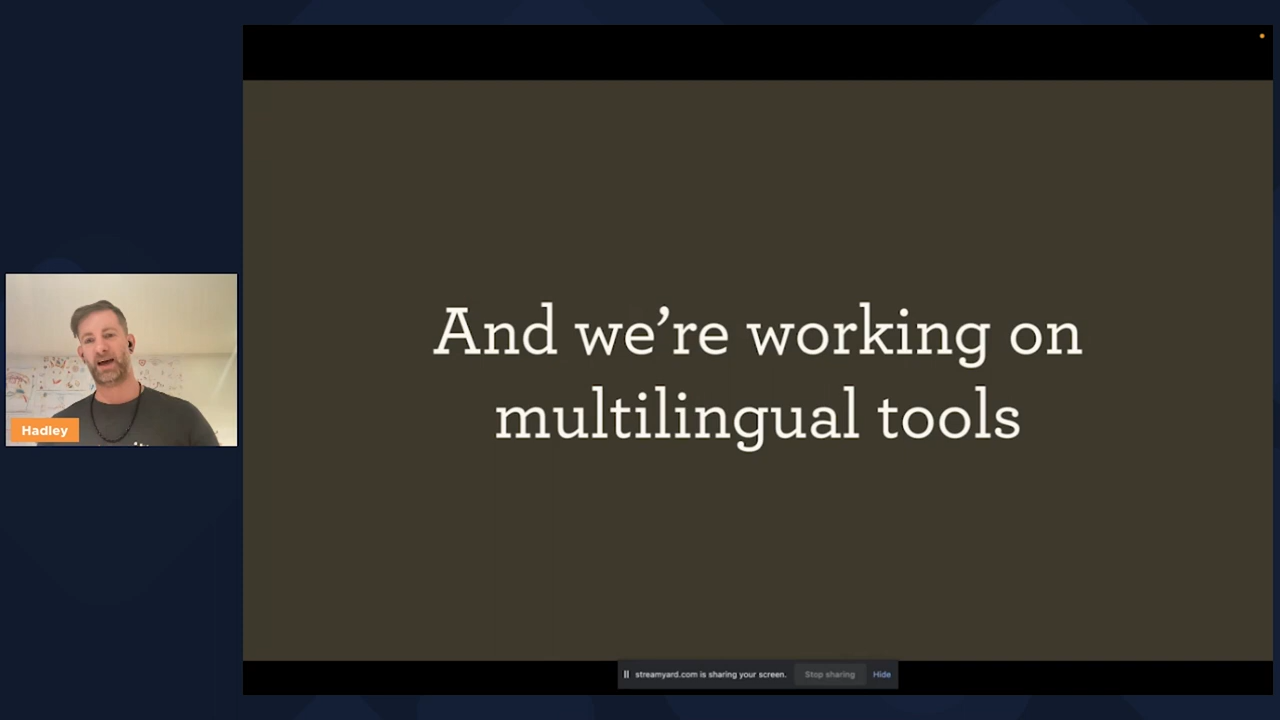 And we're working on
multilingual tools
Hadley
streamyard.com is sharing your screen. Stop sharing Hide